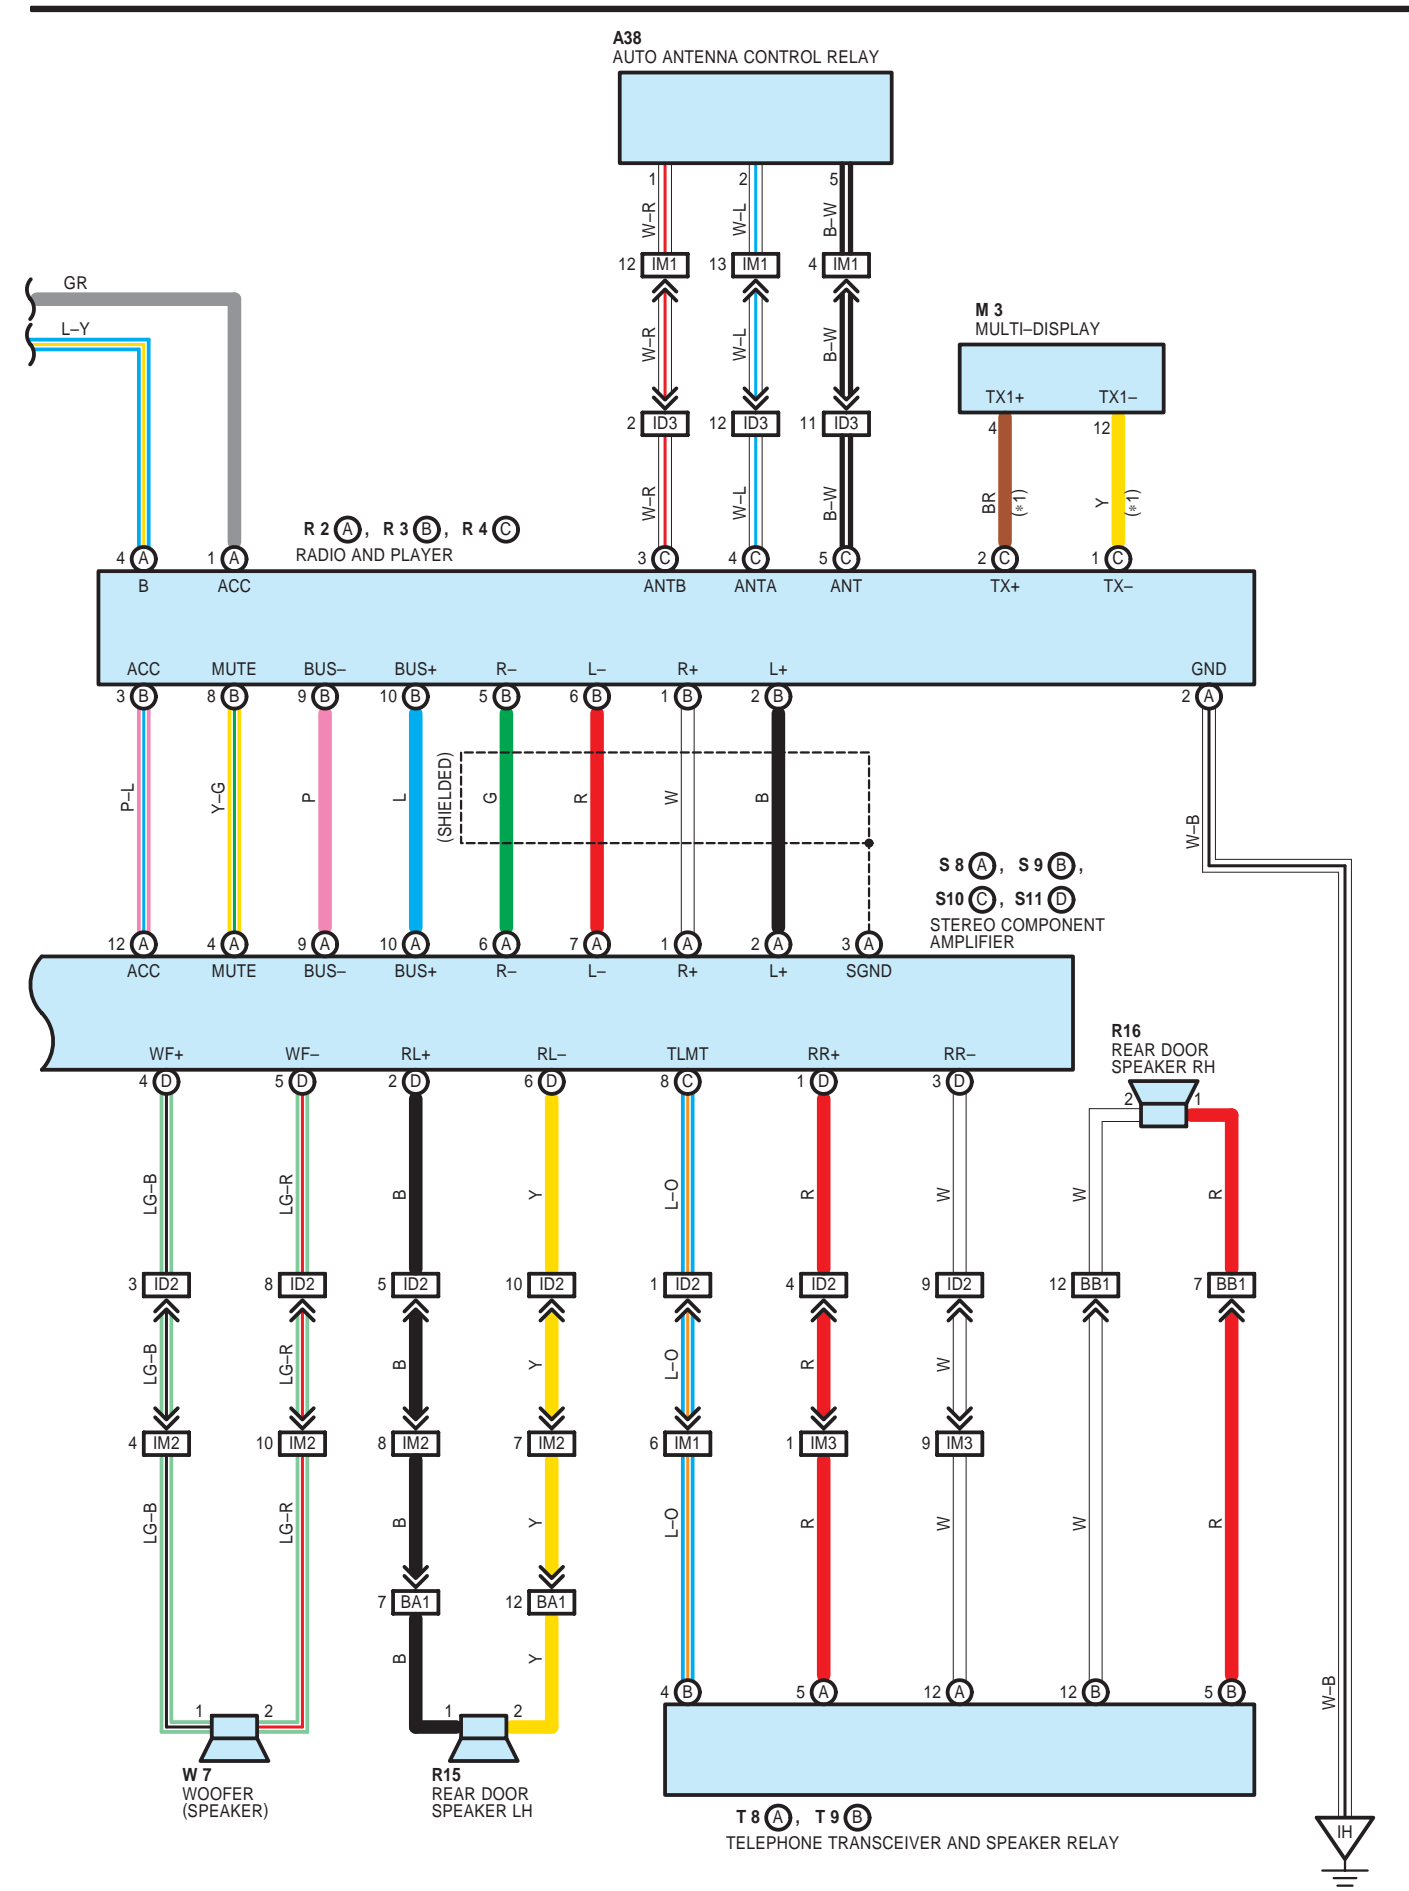 A38
AUTO ANTENNA CONTROL RELAY
1 2 5
W–R W–L B–W
12 IM1 13 IM1 4 IM1
GR
L–Y
W–R W–L B–W
M 3
MULTI–DISPLAY
TX1+ TX1–
2 ID3 12 ID3 11 ID3
4 12
W–R W–L B–W BR (*1) Y (*1)
R 2 A , R 3 B , R 4 C
RADIO AND PLAYER
4 A 1 A 3 C 4 C 5 C 2 C 1 C
B ACC ANTB ANTA ANT TX+ TX–
ACC MUTE BUS– BUS+ R– L– R+ L+ GND
3 B 8 B 9 B 10 B 5 B 6 B 1 B 2 B 2 A
P–L Y–G P L (SHIELDED) G R W B W–B
S 8 A , S 9 B ,
S10 C , S11 D
STEREO COMPONENT
AMPLIFIER
12 A 4 A 9 A 10 A 6 A 7 A 1 A 2 A 3 A
ACC MUTE BUS– BUS+ R– L– R+ L+ SGND
R16
REAR DOOR
SPEAKER RH
WF+ WF– RL+ RL– TLMT RR+ RR–
4 D 5 D 2 D 6 D 8 C 1 D 3 D
2 1
LG–B LG–R B Y L–O R W W R
3 ID2 8 ID2 5 ID2 10 ID2 1 ID2 4 ID2 9 ID2 12 BB1 7 BB1
LG–B LG–R B Y L–O R W
4 IM2 10 IM2 8 IM2 7 IM2 6 IM1 1 IM3 9 IM3
LG–B LG–R B Y L–O R W W R
7 BA1 12 BA1
B Y W–B
4 B 5 A 12 A 12 B 5 B
1 2 1 2
W 7
WOOFER
(SPEAKER)
R15
REAR DOOR
SPEAKER LH
T 8 A , T 9 B
TELEPHONE TRANSCEIVER AND SPEAKER RELAY
IH